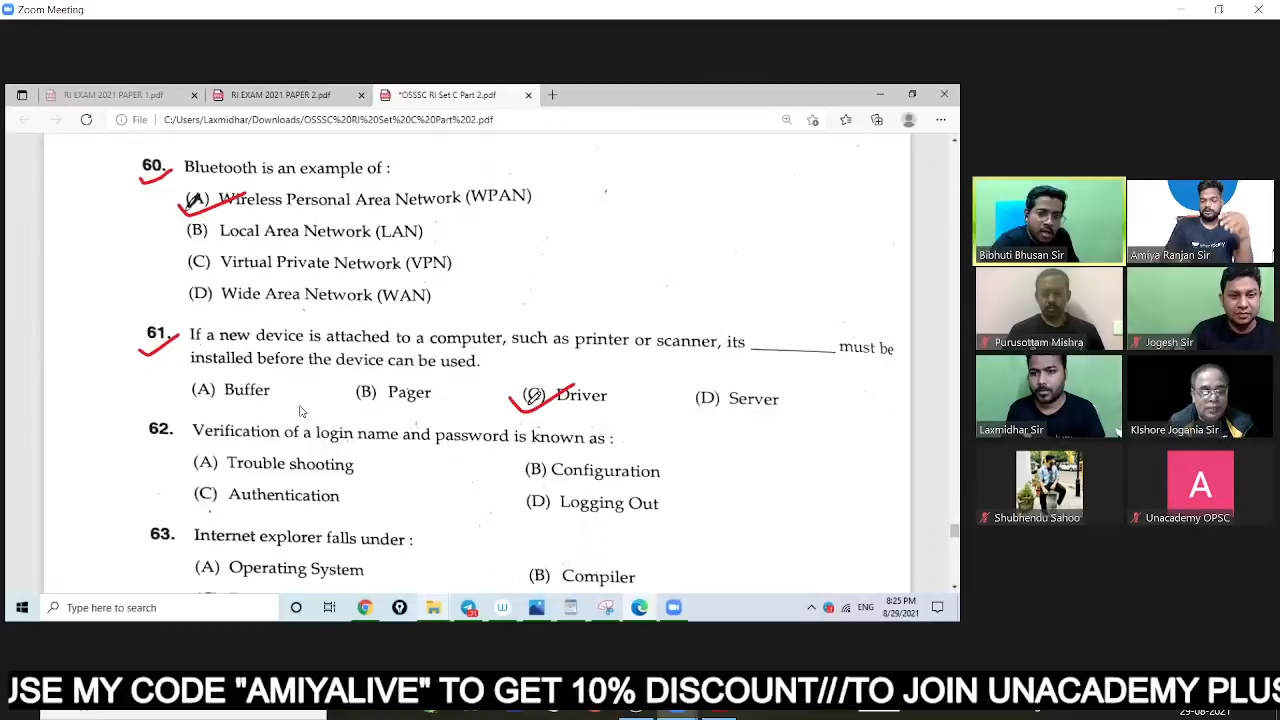 Zoom Meeting
RI EXAM 2021 PAPER 1.pdf
RI EXAM 2021 PAPER 2.pdf
*OSSSC RI Set C Part 2.pdf
File
C:/Users/Laxmidhar/Downloads/OSSSC%20RI%20Set%20C%20Part%202.pdf
60. Bluetooth is an example of :
(A) Wireless Personal Area Network (WPAN)
(B) Local Area Network (LAN)
(C) Virtual Private Network (VPN)
(D) Wide Area Network (WAN)
61. If a new device is attached to a computer, such as printer or scanner, its __________ must be
installed before the device can be used.
(A) Buffer (B) Pager (C) Driver (D) Server
62. Verification of a login name and password is known as :
(A) Trouble shooting (B) Configuration
(C) Authentication (D) Logging Out
63. Internet explorer falls under :
(A) Operating System (B) Compiler
Bibhuti Bhusan Sir
Amiya Ranjan Sir
Purusottam Mishra
Jogesh Sir
Laxmidhar Sir
KIshore Jogania Sir
A
Shubhendu Sahoo
Unacademy OPSC
Type here to search
ENG
8:25 PM
8/29/2021
USE MY CODE "AMIYALIVE" TO GET 10% DISCOUNT///TO JOIN UNACADEMY PLUS
29-08-2021